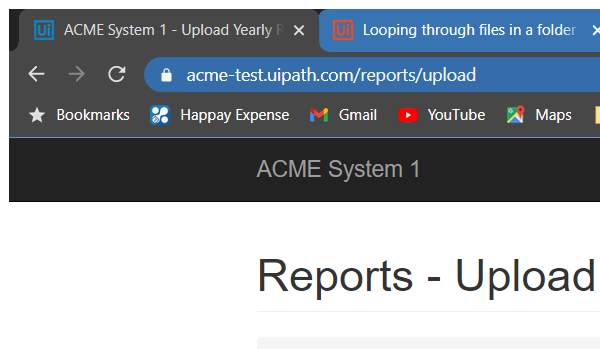 Ui ACME System 1 - Upload Yearly R Ui Looping through files in a folder
acme-test.uipath.com/reports/upload
Bookmarks Happay Expense Gmail YouTube Maps
ACME System 1
Reports - Upload